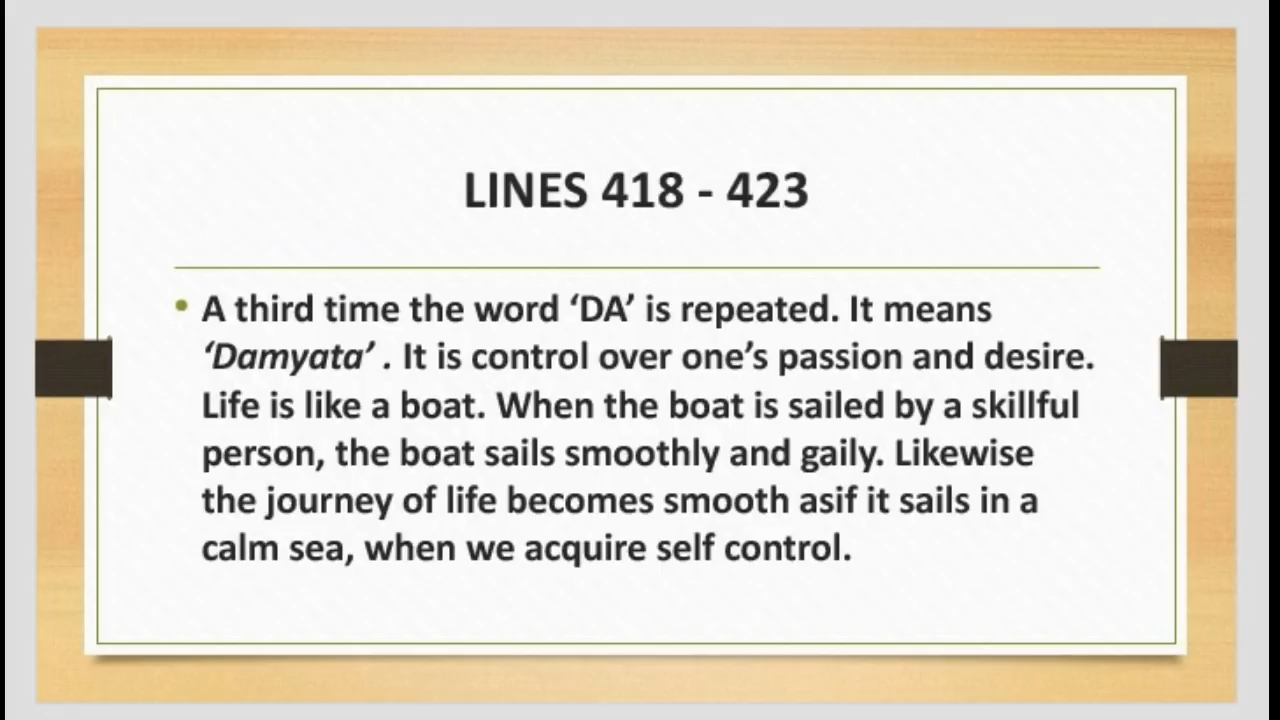 LINES 418 - 423
• A third time the word ‘DA’ is repeated. It means
‘Damyata’ . It is control over one’s passion and desire.
Life is like a boat. When the boat is sailed by a skillful
person, the boat sails smoothly and gaily. Likewise
the journey of life becomes smooth asif it sails in a
calm sea, when we acquire self control.